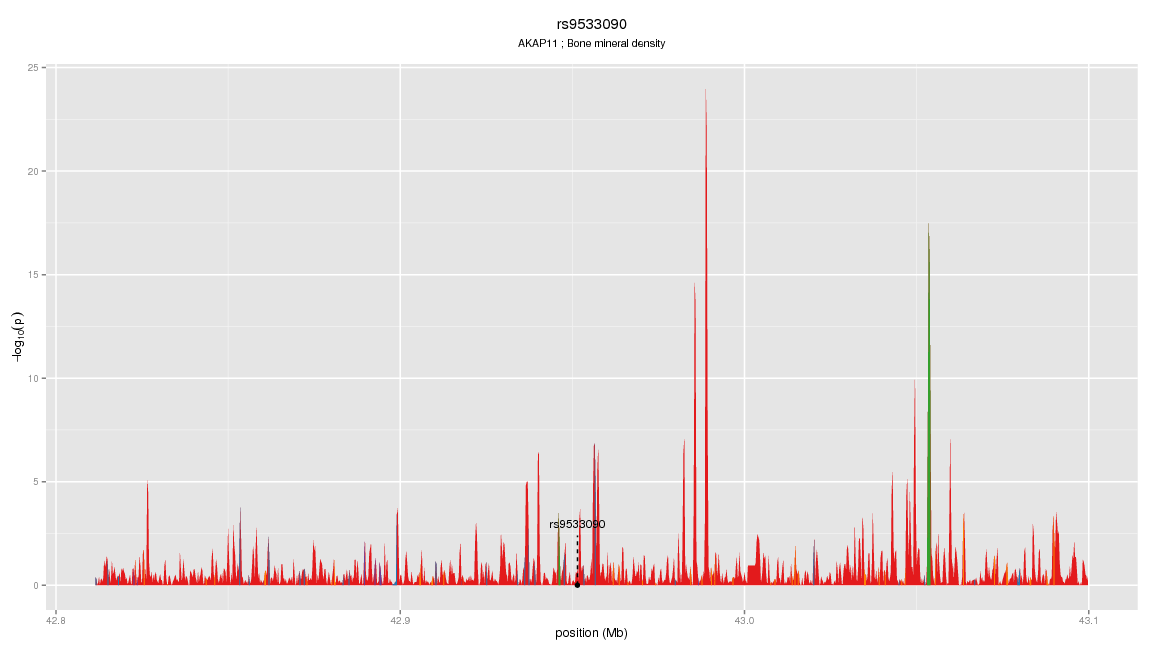 rs9533090
AKAP11 ; Bone mineral density
25
20
15
10
5
0
−log10(p)
rs9533090
42.8
42.9
43.0
43.1
position (Mb)